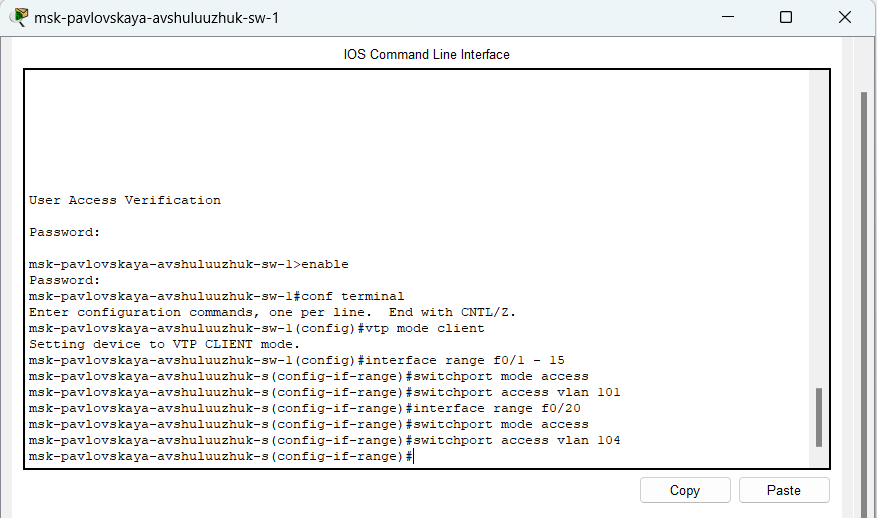 msk-pavlovskaya-avshuluuzhuk-sw-1
IOS Command Line Interface
User Access Verification
Password:
msk-pavlovskaya-avshuluuzhuk-sw-1>enable
Password:
msk-pavlovskaya-avshuluuzhuk-sw-1#conf terminal
Enter configuration commands, one per line.  End with CNTL/Z.
msk-pavlovskaya-avshuluuzhuk-sw-1(config)#vtp mode client
Setting device to VTP CLIENT mode.
msk-pavlovskaya-avshuluuzhuk-sw-1(config)#interface range f0/1 - 15
msk-pavlovskaya-avshuluuzhuk-s(config-if-range)#switchport mode access
msk-pavlovskaya-avshuluuzhuk-s(config-if-range)#switchport access vlan 101
msk-pavlovskaya-avshuluuzhuk-s(config-if-range)#interface range f0/20
msk-pavlovskaya-avshuluuzhuk-s(config-if-range)#switchport mode access
msk-pavlovskaya-avshuluuzhuk-s(config-if-range)#switchport access vlan 104
msk-pavlovskaya-avshuluuzhuk-s(config-if-range)#
Copy Paste